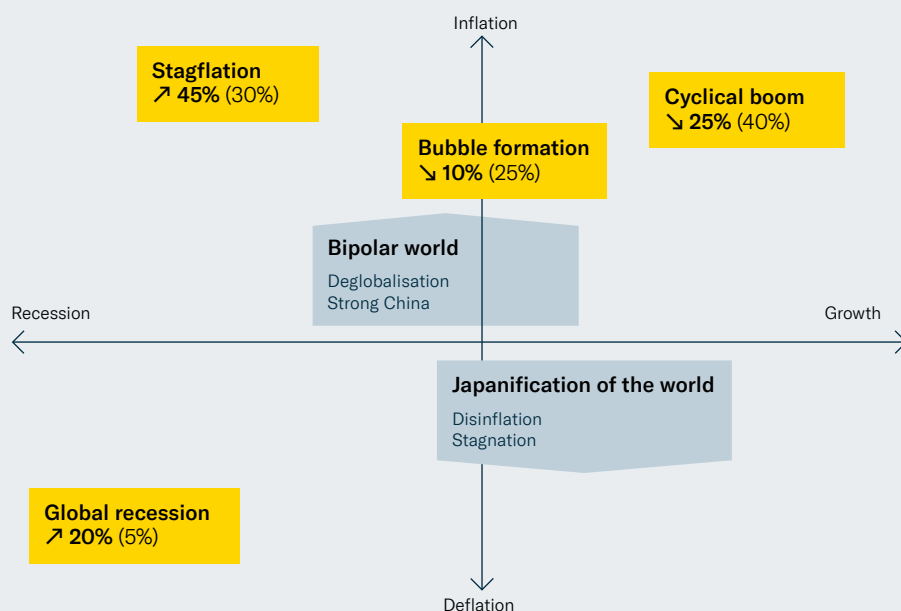 Inflation
Stagflation
↗ 45% (30%)
Cyclical boom
↘ 25% (40%)
Bubble formation
↘ 10% (25%)
Bipolar world
Deglobalisation
Strong China
Recession
Growth
Japanification of the world
Disinflation
Stagnation
Global recession
↗ 20% (5%)
Deflation